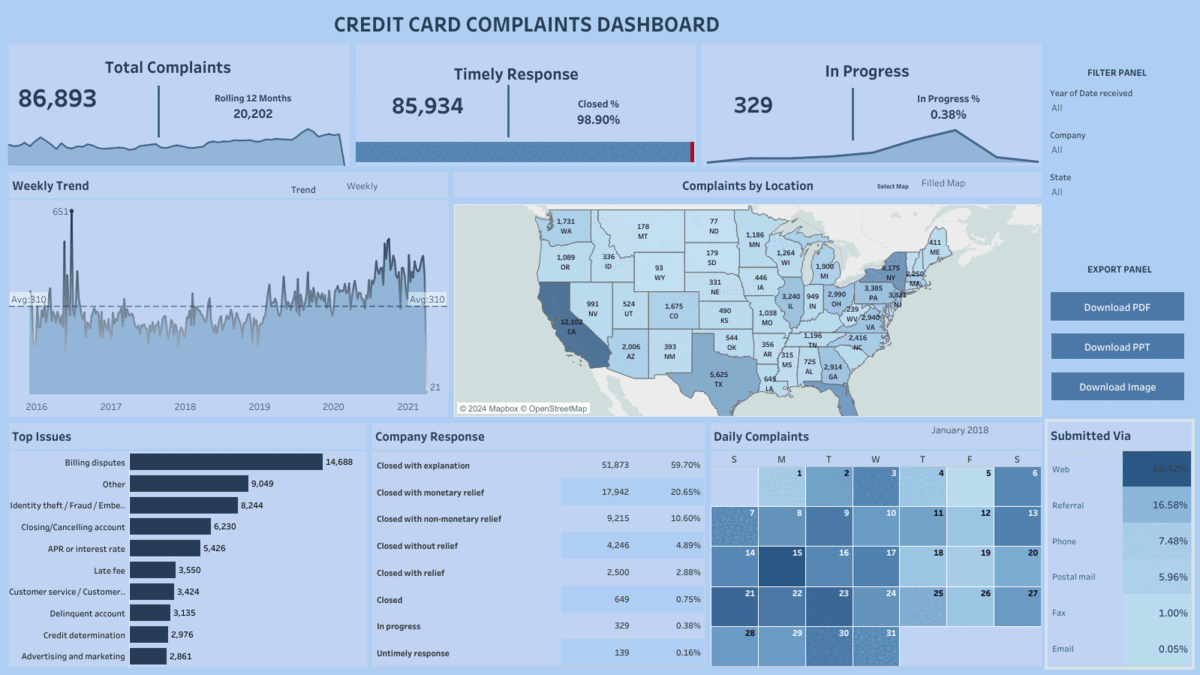 CREDIT CARD COMPLAINTS DASHBOARD
Total Complaints
86,893
Rolling 12 Months
20,202
Timely Response
85,934
Closed %
98.90%
In Progress
329
In Progress %
0.38%
FILTER PANEL
Year of Date received
All
Company
All
State
All
Weekly Trend
Trend
Weekly
651
Avg:310
Avg:310
21
2016 2017 2018 2019 2020 2021
Complaints by Location
Select Map
Filled Map
1,731
WA
178
MT
77
ND
1,186
MN
411
ME
1,089
OR
336
ID
93
WY
179
SD
1,264
WI
1,900
MI
8,175
NY
2,250
MA
331
NE
446
IA
3,240
IL
949
IN
2,990
OH
3,385
PA
NJ
991
NV
524
UT
1,675
CO
490
KS
1,038
MO
239
WV
2,940
VA
12,102
CA
2,006
AZ
393
NM
544
OK
356
AR
1,196
TN
2,416
NC
5,625
TX
LA
315
MS
725
AL
2,914
GA
© 2024 Mapbox © OpenStreetMap
EXPORT PANEL
Download PDF
Download PPT
Download Image
Top Issues
Billing disputes 14,688
Other 9,049
Identity theft / Fraud / Embe.. 8,244
Closing/Cancelling account 6,230
APR or interest rate 5,426
Late fee 3,550
Customer service / Customer.. 3,424
Delinquent account 3,135
Credit determination 2,976
Advertising and marketing 2,861
Company Response
Closed with explanation 51,873 59.70%
Closed with monetary relief 17,942 20.65%
Closed with non-monetary relief 9,215 10.60%
Closed without relief 4,246 4.89%
Closed with relief 2,500 2.88%
Closed 649 0.75%
In progress 329 0.38%
Untimely response 139 0.16%
Daily Complaints
January 2018
S M T W T F S
1 2 3 4 5 6
7 8 9 10 11 12 13
14 15 16 17 18 19 20
21 22 23 24 25 26 27
28 29 30 31
Submitted Via
Web 68.92%
Referral 16.58%
Phone 7.48%
Postal mail 5.96%
Fax 1.00%
Email 0.05%